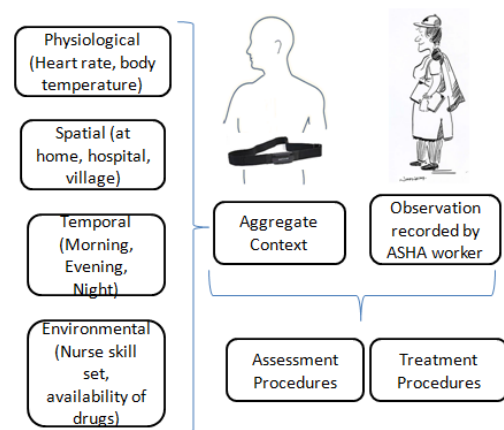 Physiological
(Heart rate, body
temperature)
Spatial (at
home, hospital,
village)
Temporal
(Morning,
Evening,
Night)
Environmental
(Nurse skill
set,
availability of
drugs)
Aggregate
Context
Observation
recorded by
ASHA worker
Assessment
Procedures
Treatment
Procedures